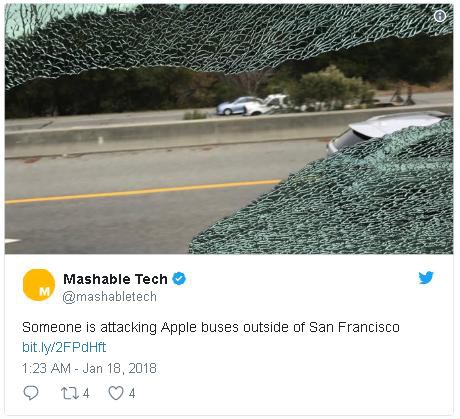 Mashable Tech
@mashabletech
Someone is attacking Apple buses outside of San Francisco
bit.ly/2FPdHft
1:23 AM - Jan 18, 2018
4 4